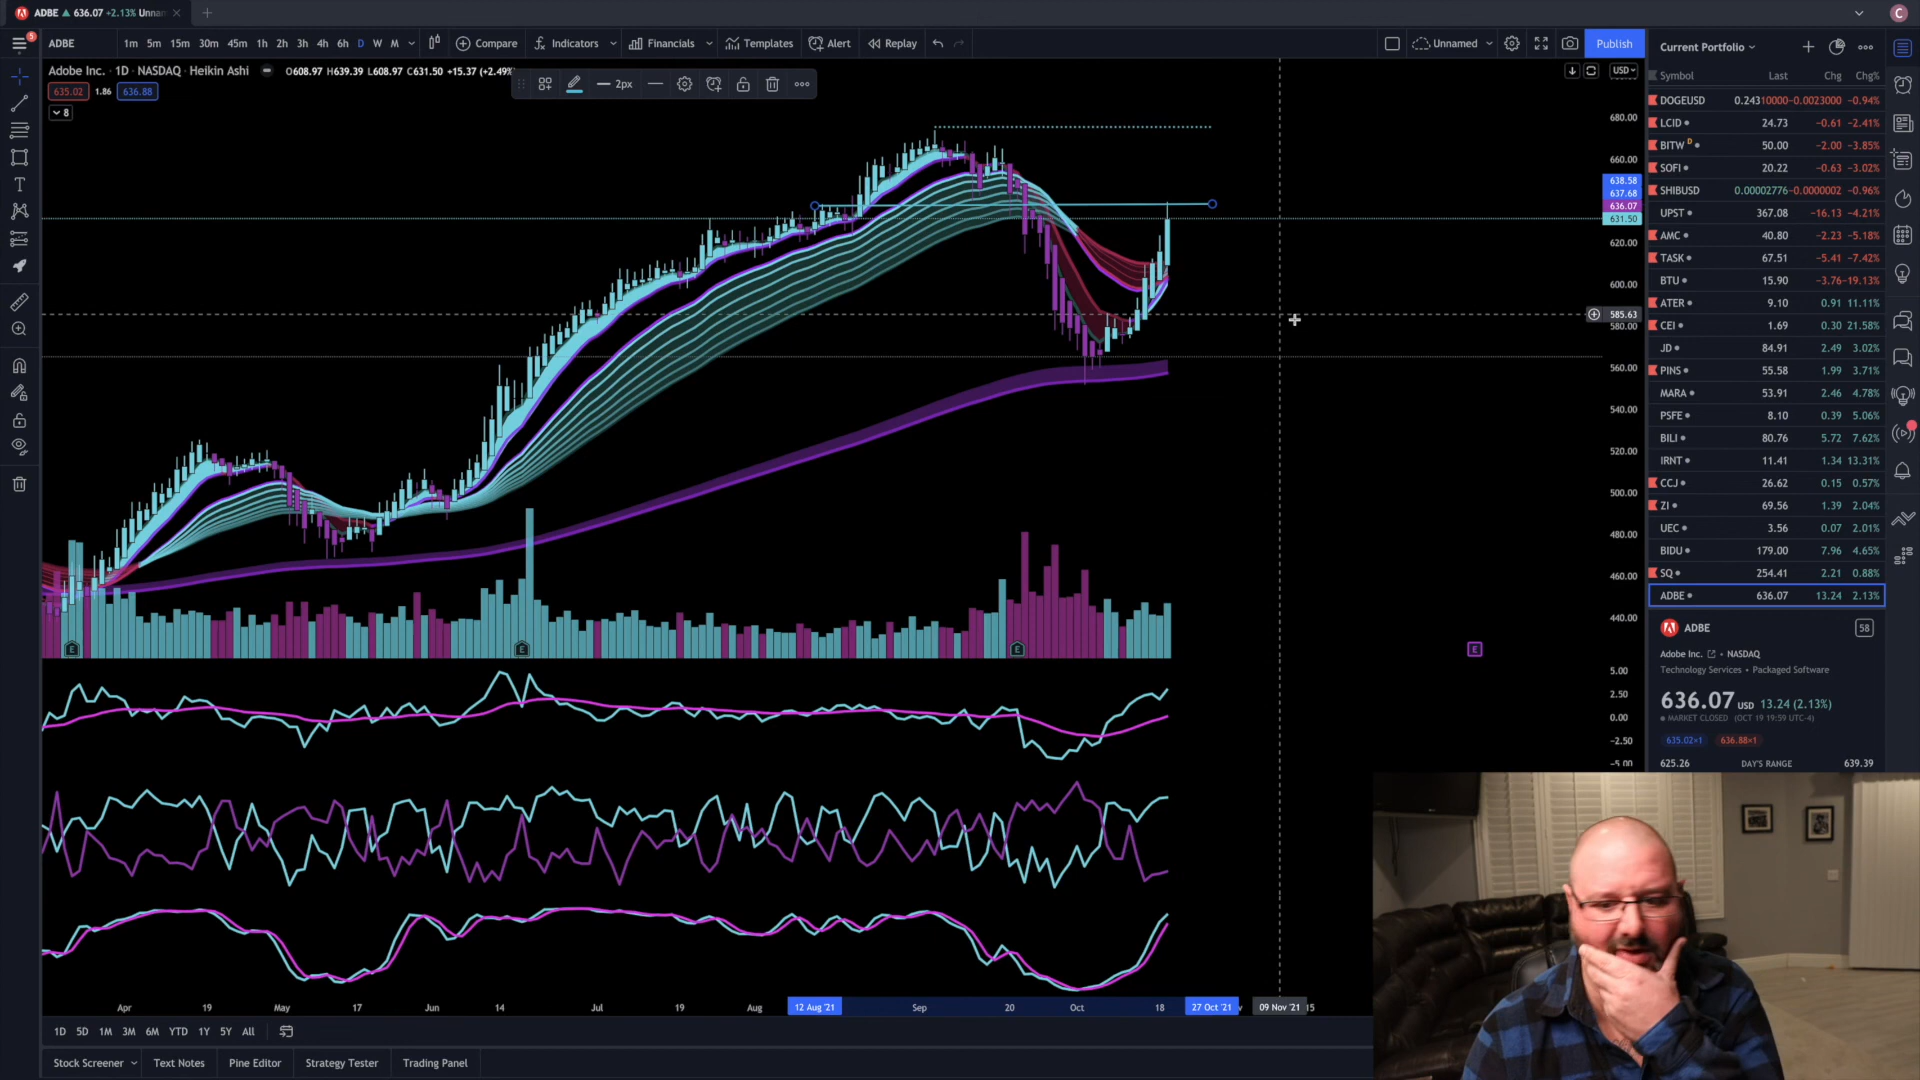 ADBE ▲ 636.07 +2.13% Unnan
C
5
ADBE 1m 5m 15m 30m 45m 1h 2h 3h 4h 6h D W M Compare Indicators Financials Templates Alert Replay Unnamed Publish
Adobe Inc. · 1D · NASDAQ · Heikin Ashi O608.97 H639.39 L608.97 C631.50 +15.37 (+2.49%
635.02 1.86 636.88
8
2px
USD
680.00
660.00
638.58
637.68
636.07
631.50
620.00
600.00
585.63
580.00
560.00
540.00
520.00
500.00
480.00
460.00
440.00
E E E E
5.00
2.50
0.00
−2.50
−5.00
Apr 19 May 17 Jun 14 Jul 19 Aug 12 Aug '21 Sep 20 Oct 18 27 Oct '21 09 Nov '21 15
1D 5D 1M 3M 6M YTD 1Y 5Y All
Stock Screener Text Notes Pine Editor Strategy Tester Trading Panel
Current Portfolio
Symbol Last Chg Chg%
DOGEUSD 0.24310000 −0.0023000 −0.94%
LCID 24.73 −0.61 −2.41%
BITW D 50.00 −2.00 −3.85%
SOFI 20.22 −0.63 −3.02%
SHIBUSD 0.00002776 −0.0000002 −0.96%
UPST 367.08 −16.13 −4.21%
AMC 40.80 −2.23 −5.18%
TASK 67.51 −5.41 −7.42%
BTU 15.90 −3.76 −19.13%
ATER 9.10 0.91 11.11%
CEI 1.69 0.30 21.58%
JD 84.91 2.49 3.02%
PINS 55.58 1.99 3.71%
MARA 53.91 2.46 4.78%
PSFE 8.10 0.39 5.06%
BILI 80.76 5.72 7.62%
IRNT 11.41 1.34 13.31%
CCJ 26.62 0.15 0.57%
ZI 69.56 1.39 2.04%
UEC 3.56 0.07 2.01%
BIDU 179.00 7.96 4.65%
SQ 254.41 2.21 0.88%
ADBE 636.07 13.24 2.13%
ADBE 58
Adobe Inc. • NASDAQ
Technology Services • Packaged Software
636.07 USD 13.24 (2.13%)
MARKET CLOSED (OCT 19 19:59 UTC-4)
635.02×1 636.88×1
625.26 DAY'S RANGE 639.39